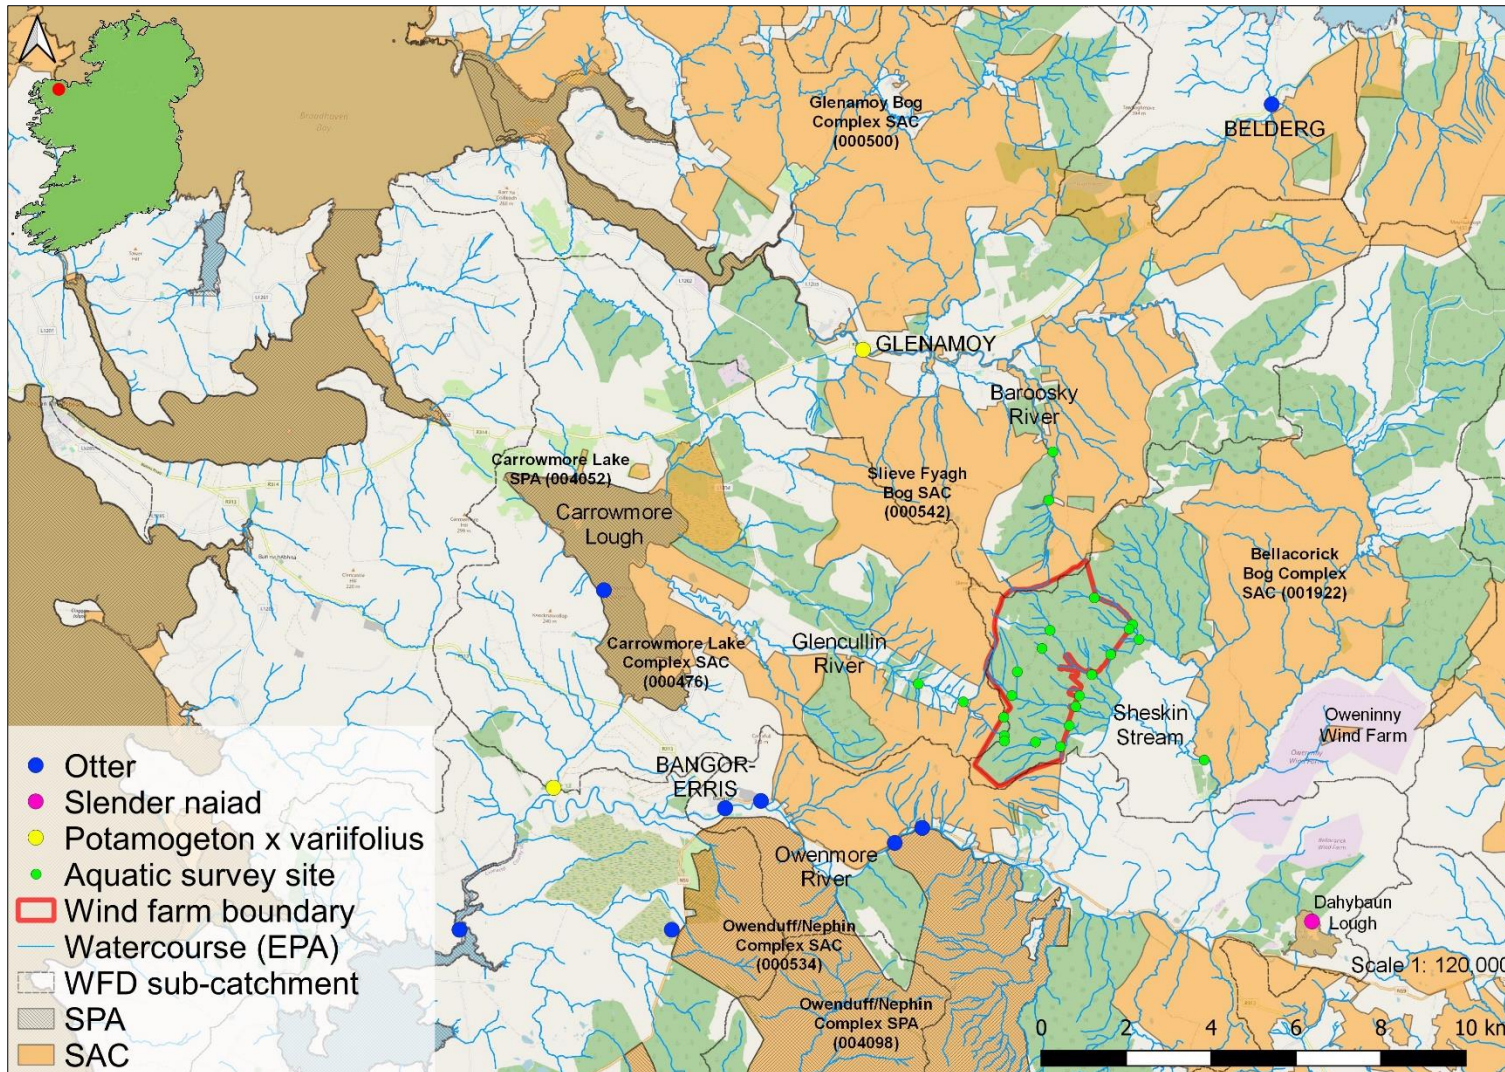 Broadhaven
Bay
Glenamoy Bog
Complex SAC
(000500)
BELDERG
GLENAMOY
Baroosky
River
Carrowmore Lake
SPA (004052)
Carrowmore
Lough
Slieve Fyagh
Bog SAC
(000542)
Bellacorick
Bog Complex
SAC (001922)
Carrowmore Lake
Complex SAC
(000476)
Glencullin
River
Sheskin
Stream
Oweninny
Wind Farm
BANGOR-
ERRIS
Owenmore
River
Owenduff/Nephin
Complex SAC
(000534)
Owenduff/Nephin
Complex SPA
(004098)
Dahybaun
Lough
Otter
Slender naiad
Potamogeton x variifolius
Aquatic survey site
Wind farm boundary
Watercourse (EPA)
WFD sub-catchment
SPA
SAC
Scale 1: 120,000
0 2 4 6 8 10 km